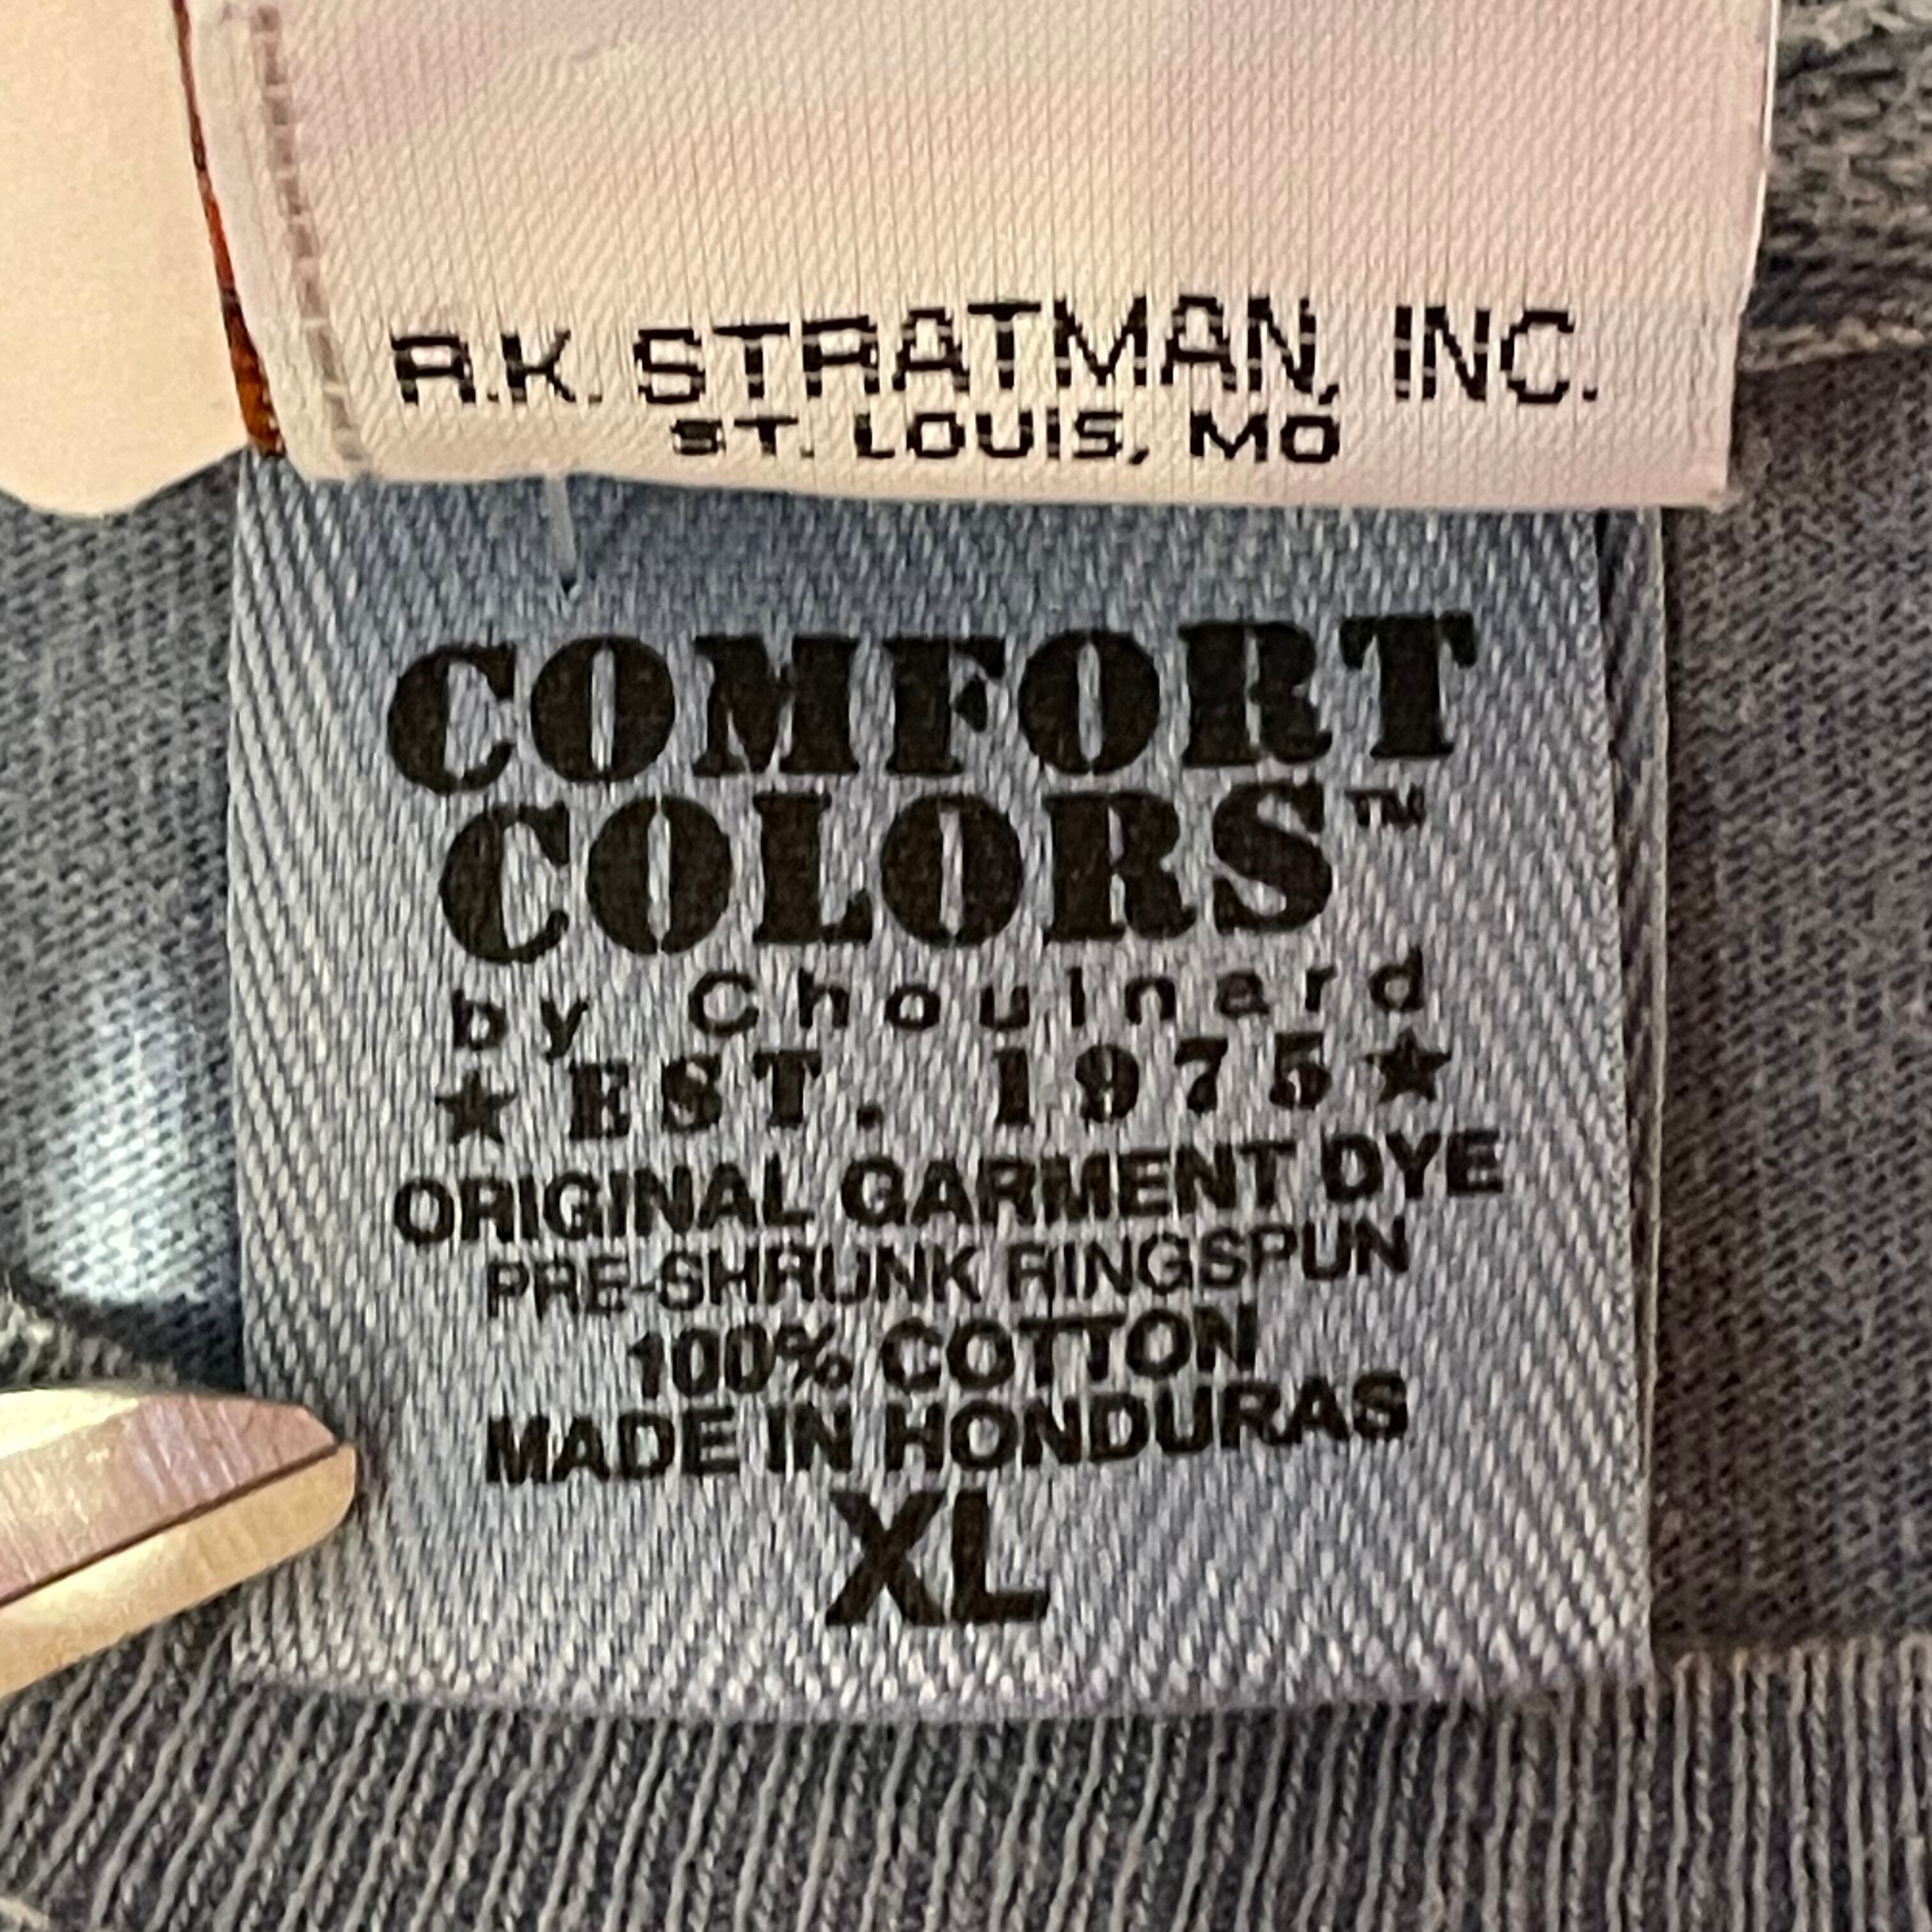 R.K. STRATMAN, INC.
ST. LOUIS, MO
COMFORT
COLORS™
by Chouinard
★ EST. 1975 ★
ORIGINAL GARMENT DYE
PRE-SHRUNK RINGSPUN
100% COTTON
MADE IN HONDURAS
XL